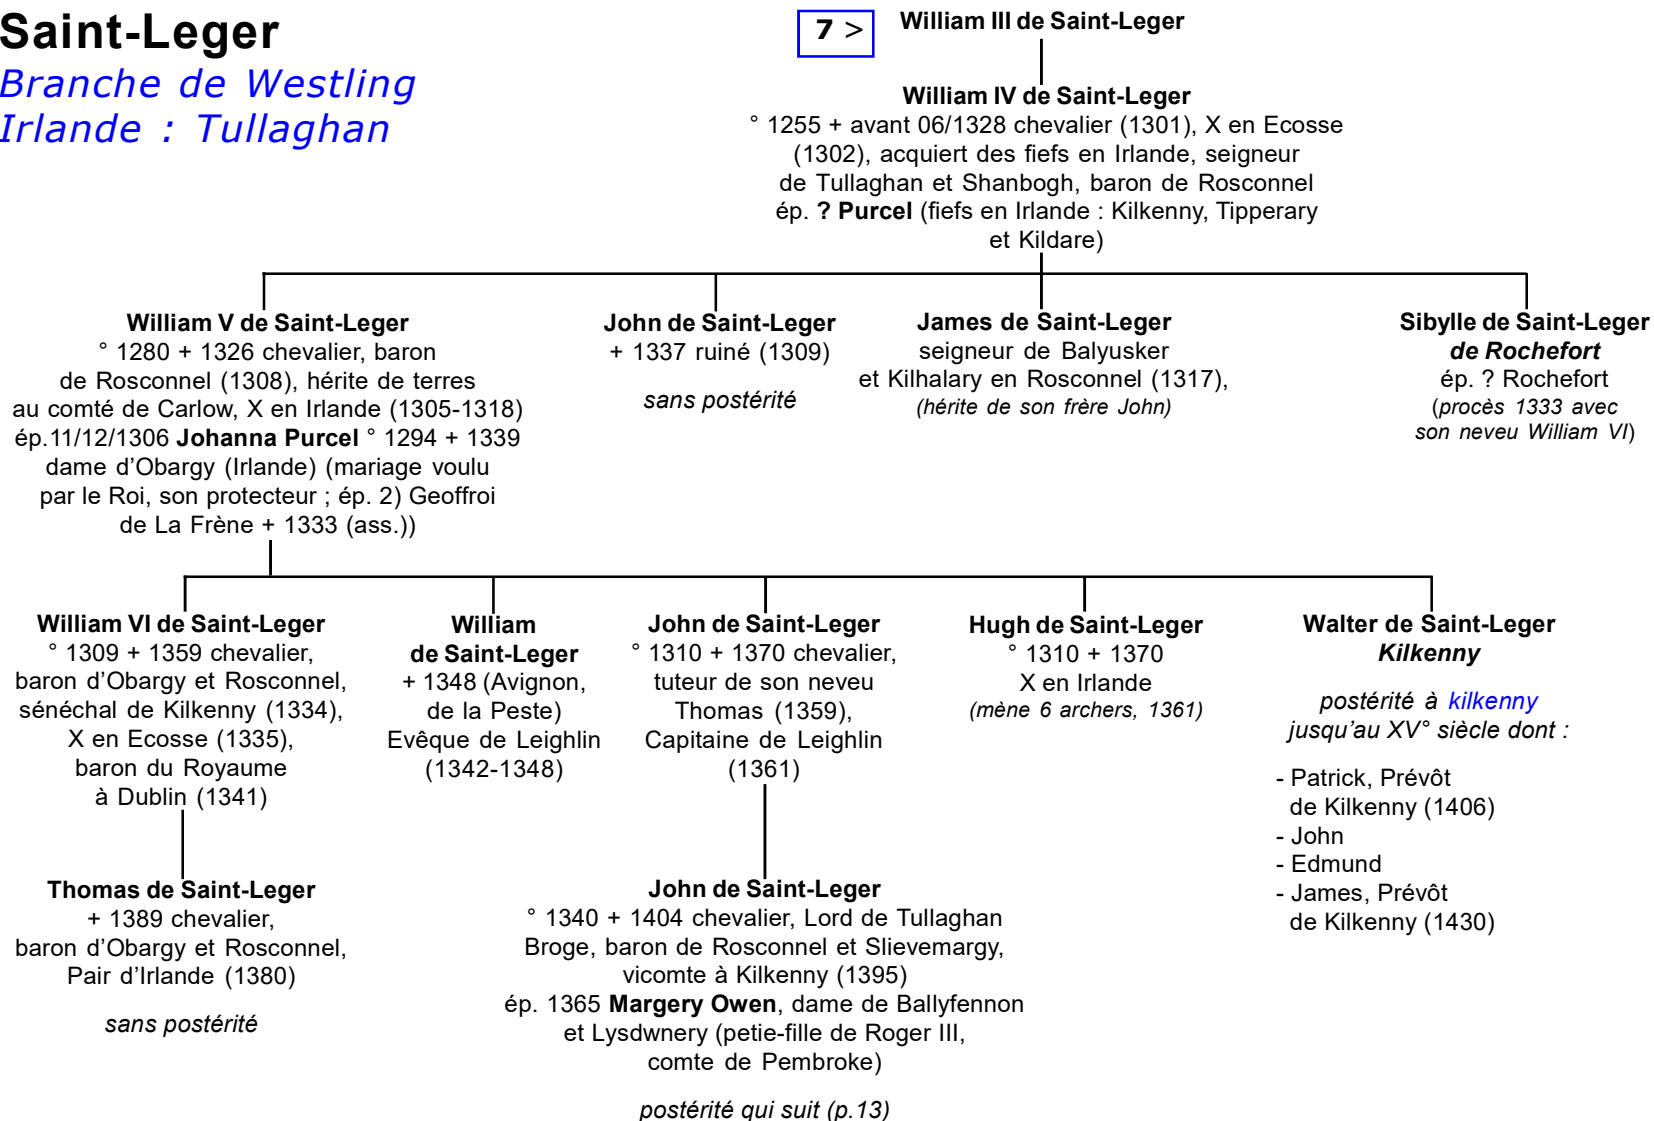 Saint-Leger
Branche de Westling
Irlande : Tullaghan
7 >
William III de Saint-Leger
William IV de Saint-Leger
° 1255 + avant 06/1328 chevalier (1301), X en Ecosse
(1302), acquiert des fiefs en Irlande, seigneur
de Tullaghan et Shanbogh, baron de Rosconnel
ép. ? Purcel (fiefs en Irlande : Kilkenny, Tipperary
et Kildare)
William V de Saint-Leger
° 1280 + 1326 chevalier, baron
de Rosconnel (1308), hérite de terres
au comté de Carlow, X en Irlande (1305-1318)
ép.11/12/1306 Johanna Purcel ° 1294 + 1339
dame d'Obargy (Irlande) (mariage voulu
par le Roi, son protecteur ; ép. 2) Geoffroi
de La Frène + 1333 (ass.))
John de Saint-Leger
+ 1337 ruiné (1309)
sans postérité
James de Saint-Leger
seigneur de Balyusker
et Kilhalary en Rosconnel (1317),
(hérite de son frère John)
Sibylle de Saint-Leger
de Rochefort
ép. ? Rochefort
(procès 1333 avec
son neveu William VI)
William VI de Saint-Leger
° 1309 + 1359 chevalier,
baron d'Obargy et Rosconnel,
sénéchal de Kilkenny (1334),
X en Ecosse (1335),
baron du Royaume
à Dublin (1341)
William
de Saint-Leger
+ 1348 (Avignon,
de la Peste)
Evêque de Leighlin
(1342-1348)
John de Saint-Leger
° 1310 + 1370 chevalier,
tuteur de son neveu
Thomas (1359),
Capitaine de Leighlin
(1361)
Hugh de Saint-Leger
° 1310 + 1370
X en Irlande
(mène 6 archers, 1361)
Walter de Saint-Leger
Kilkenny
postérité à kilkenny
jusqu'au XV° siècle dont :
- Patrick, Prévôt
de Kilkenny (1406)
- John
- Edmund
- James, Prévôt
de Kilkenny (1430)
Thomas de Saint-Leger
+ 1389 chevalier,
baron d'Obargy et Rosconnel,
Pair d'Irlande (1380)
sans postérité
John de Saint-Leger
° 1340 + 1404 chevalier, Lord de Tullaghan
Broge, baron de Rosconnel et Slievemargy,
vicomte à Kilkenny (1395)
ép. 1365 Margery Owen, dame de Ballyfennon
et Lysdwnery (petie-fille de Roger III,
comte de Pembroke)
postérité qui suit (p.13)